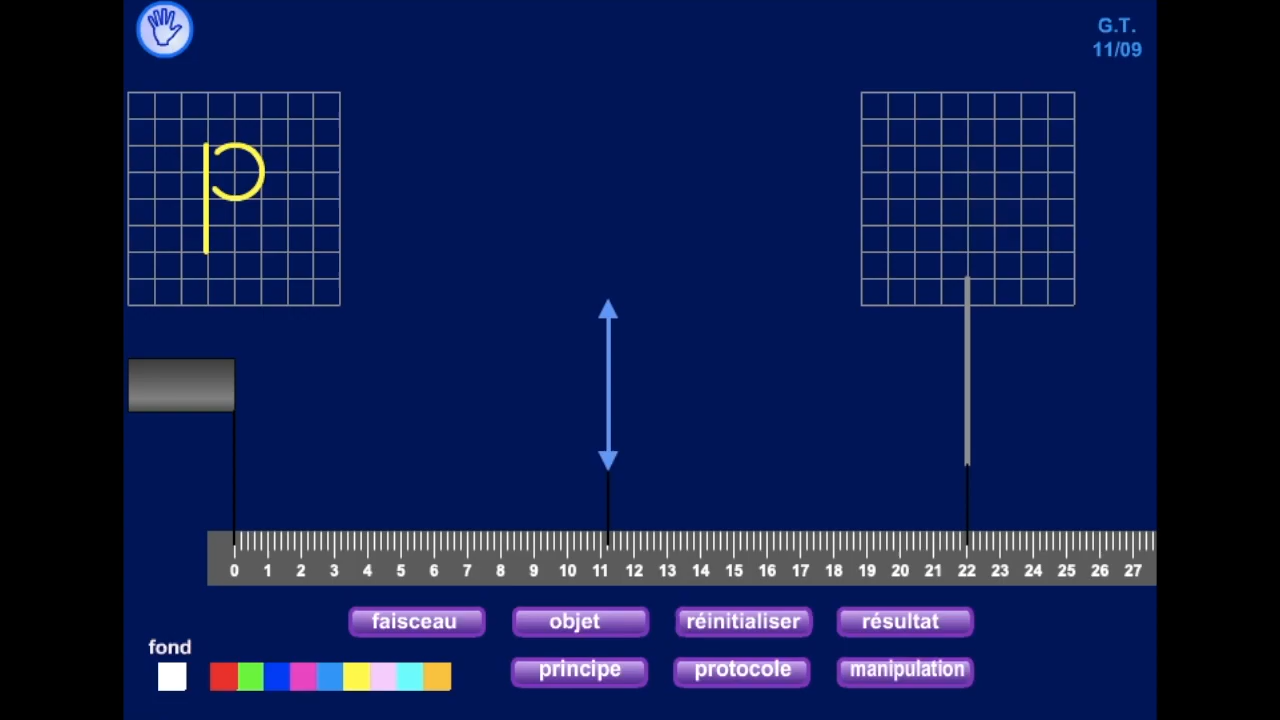 G.T.
11/09
p
0 1 2 3 4 5 6 7 8 9 10 11 12 13 14 15 16 17 18 19 20 21 22 23 24 25 26 27
faisceau objet réinitialiser résultat
fond
principe protocole manipulation